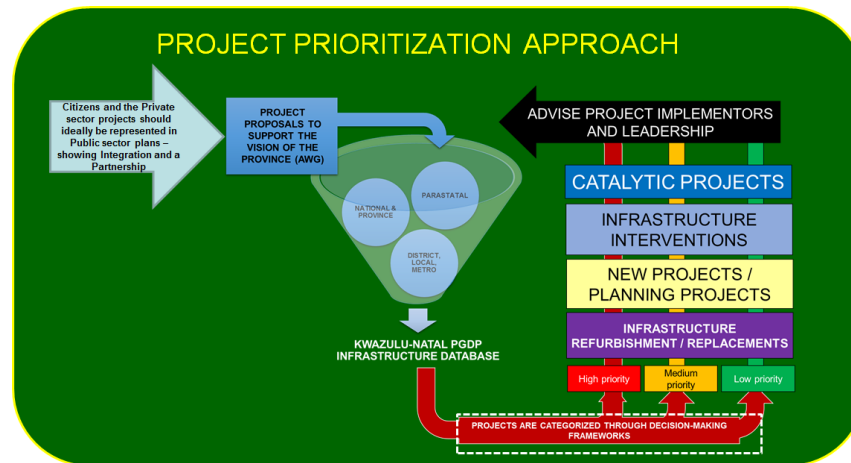 PROJECT PRIORITIZATION APPROACH
Citizens and the Private
sector projects should
ideally be represented in
Public sector plans –
showing Integration and a
Partnership
PROJECT
PROPOSALS TO
SUPPORT THE
VISION OF THE
PROVINCE (AWG)
NATIONAL &
PROVINCE
PARASTATAL
DISTRICT,
LOCAL,
METRO
KWAZULU-NATAL PGDP
INFRASTRUCTURE DATABASE
ADVISE PROJECT IMPLEMENTORS
AND LEADERSHIP
CATALYTIC PROJECTS
INFRASTRUCTURE
INTERVENTIONS
NEW PROJECTS /
PLANNING PROJECTS
INFRASTRUCTURE
REFURBISHMENT / REPLACEMENTS
High priority
Medium
priority
Low priority
PROJECTS ARE CATEGORIZED THROUGH DECISION-MAKING
FRAMEWORKS